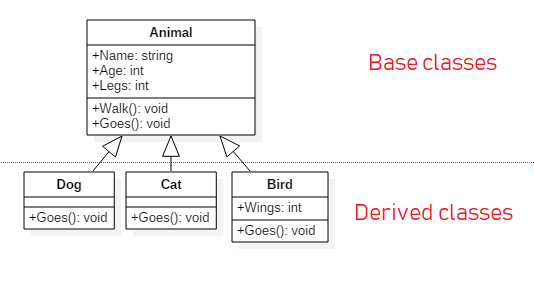 Animal
+Name: string
+Age: int
+Legs: int
+Walk(): void
+Goes(): void
Base classes
Dog
+Goes(): void
Cat
+Goes(): void
Bird
+Wings: int
+Goes(): void
Derived classes